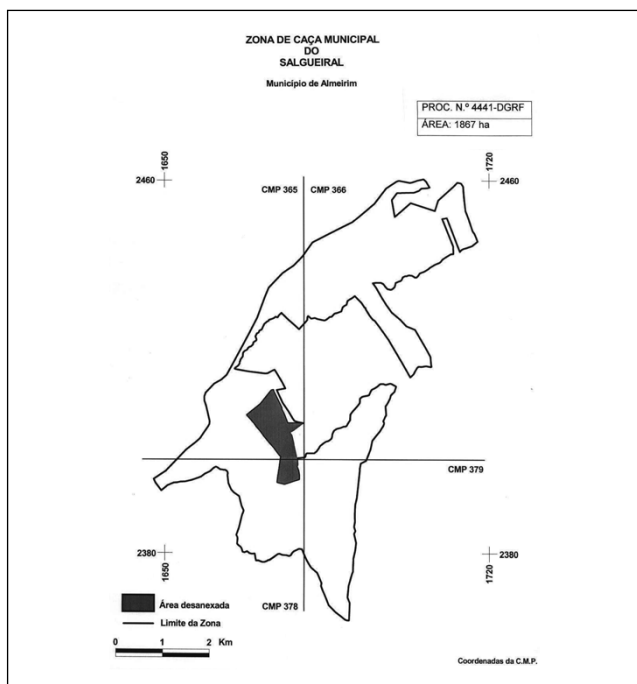 ZONA DE CAÇA MUNICIPAL
DO
SALGUEIRAL
Município de Almeirim
PROC. N.º 4441-DGRF
ÁREA: 1867 ha
1650
1720
2460
CMP 365
CMP 366
2460
CMP 379
2380
2380
1650
1720
CMP 378
Área desanexada
Limite da Zona
0 1 2 Km
Coordenadas da C.M.P.